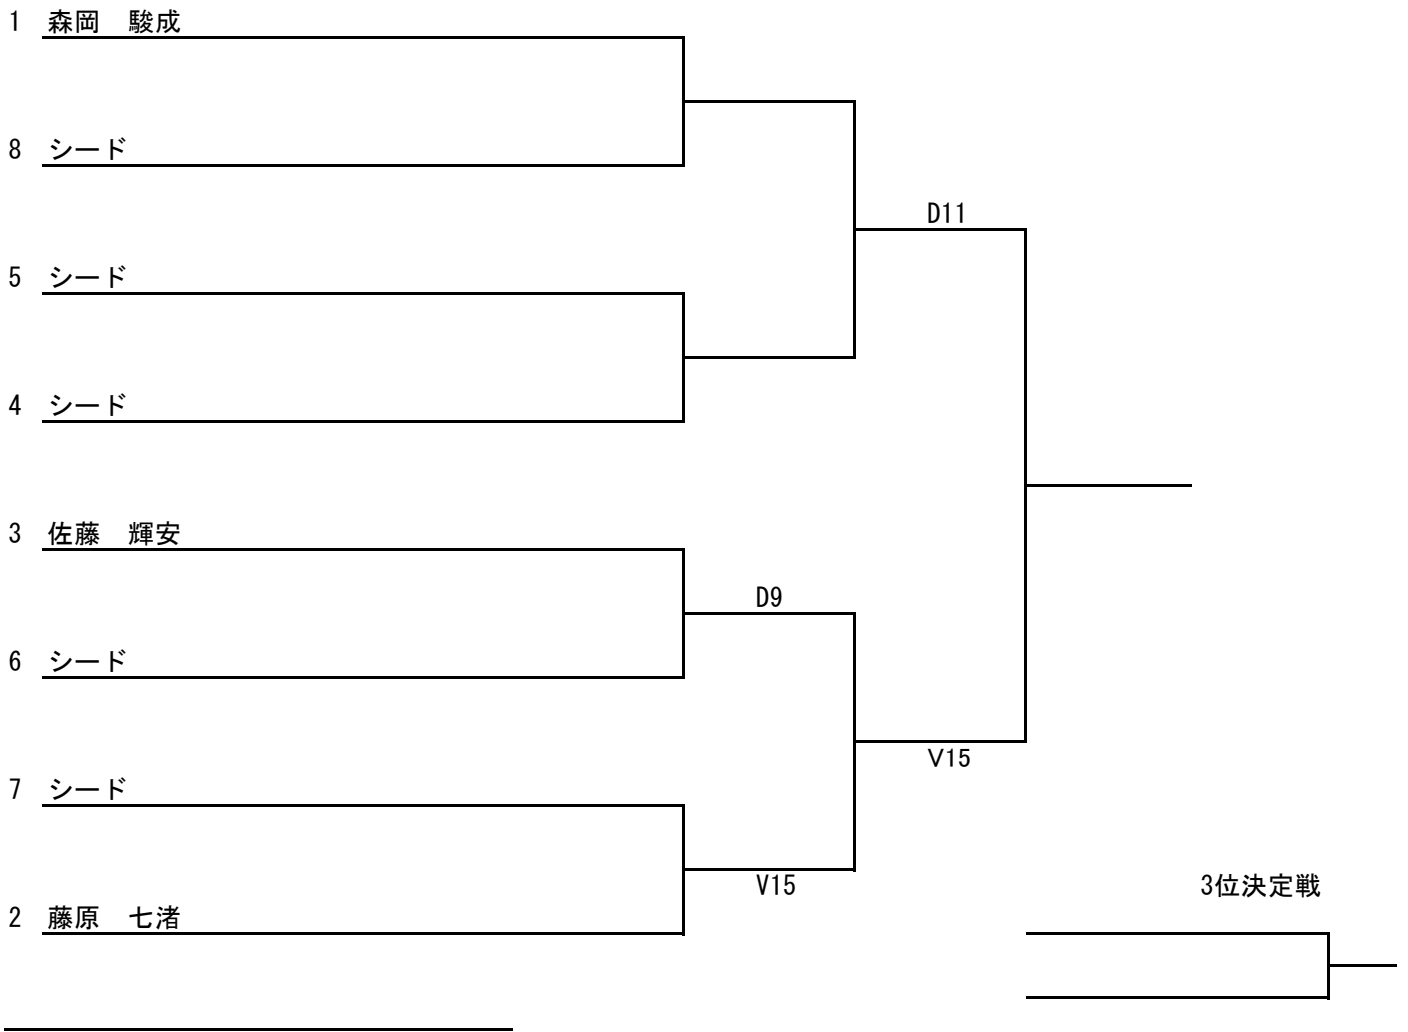 1 森岡　駿成
8 シード
D11
5 シード
4 シード
3 佐藤　輝安
D9
6 シード
V15
7 シード
V15
3位決定戦
2 藤原　七渚